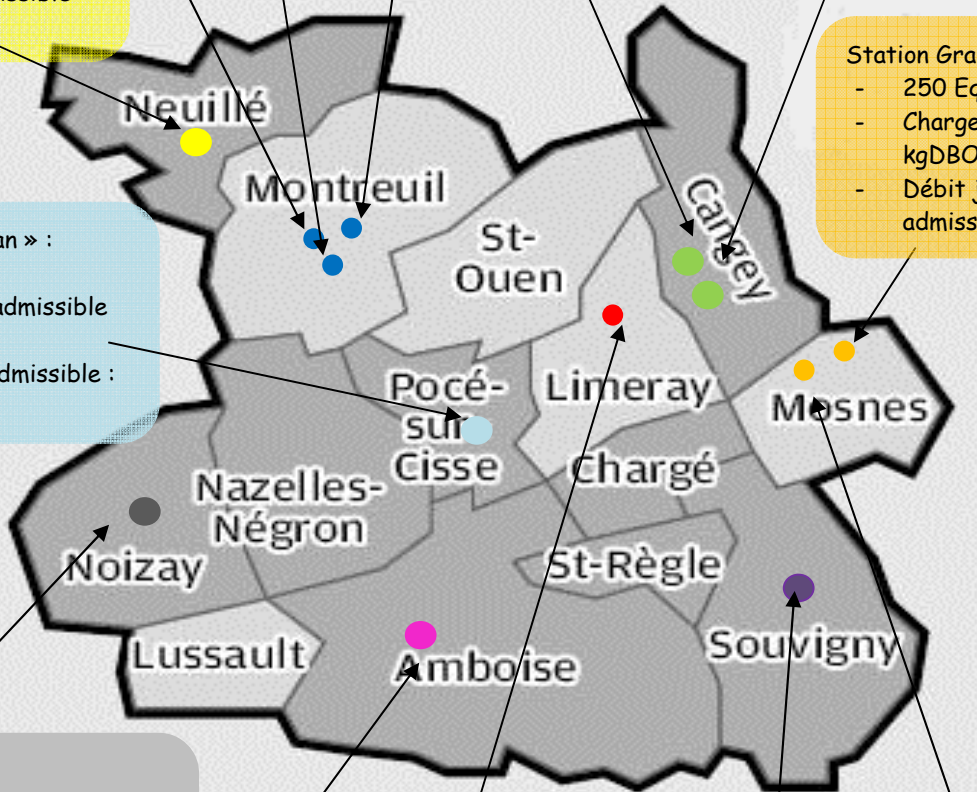 Neuillé
Montreuil
St-
Ouen
Cangey
Station Gra
- 250 Eq
- Charge
kgDBO
- Débit
admiss
an » :
admissible
dmissible :
Pocé-
sur
Cisse
Limeray
Mosnes
Nazelles-
Négron
Chargé
Noizay
St-Règle
Lussault
Amboise
Souvigny